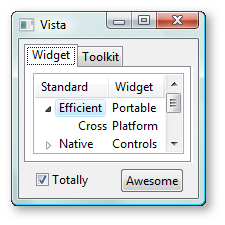 Vista
Widget Toolkit
Standard Widget
Efficient Portable
Cross Platform
Native Controls
Totally Awesome